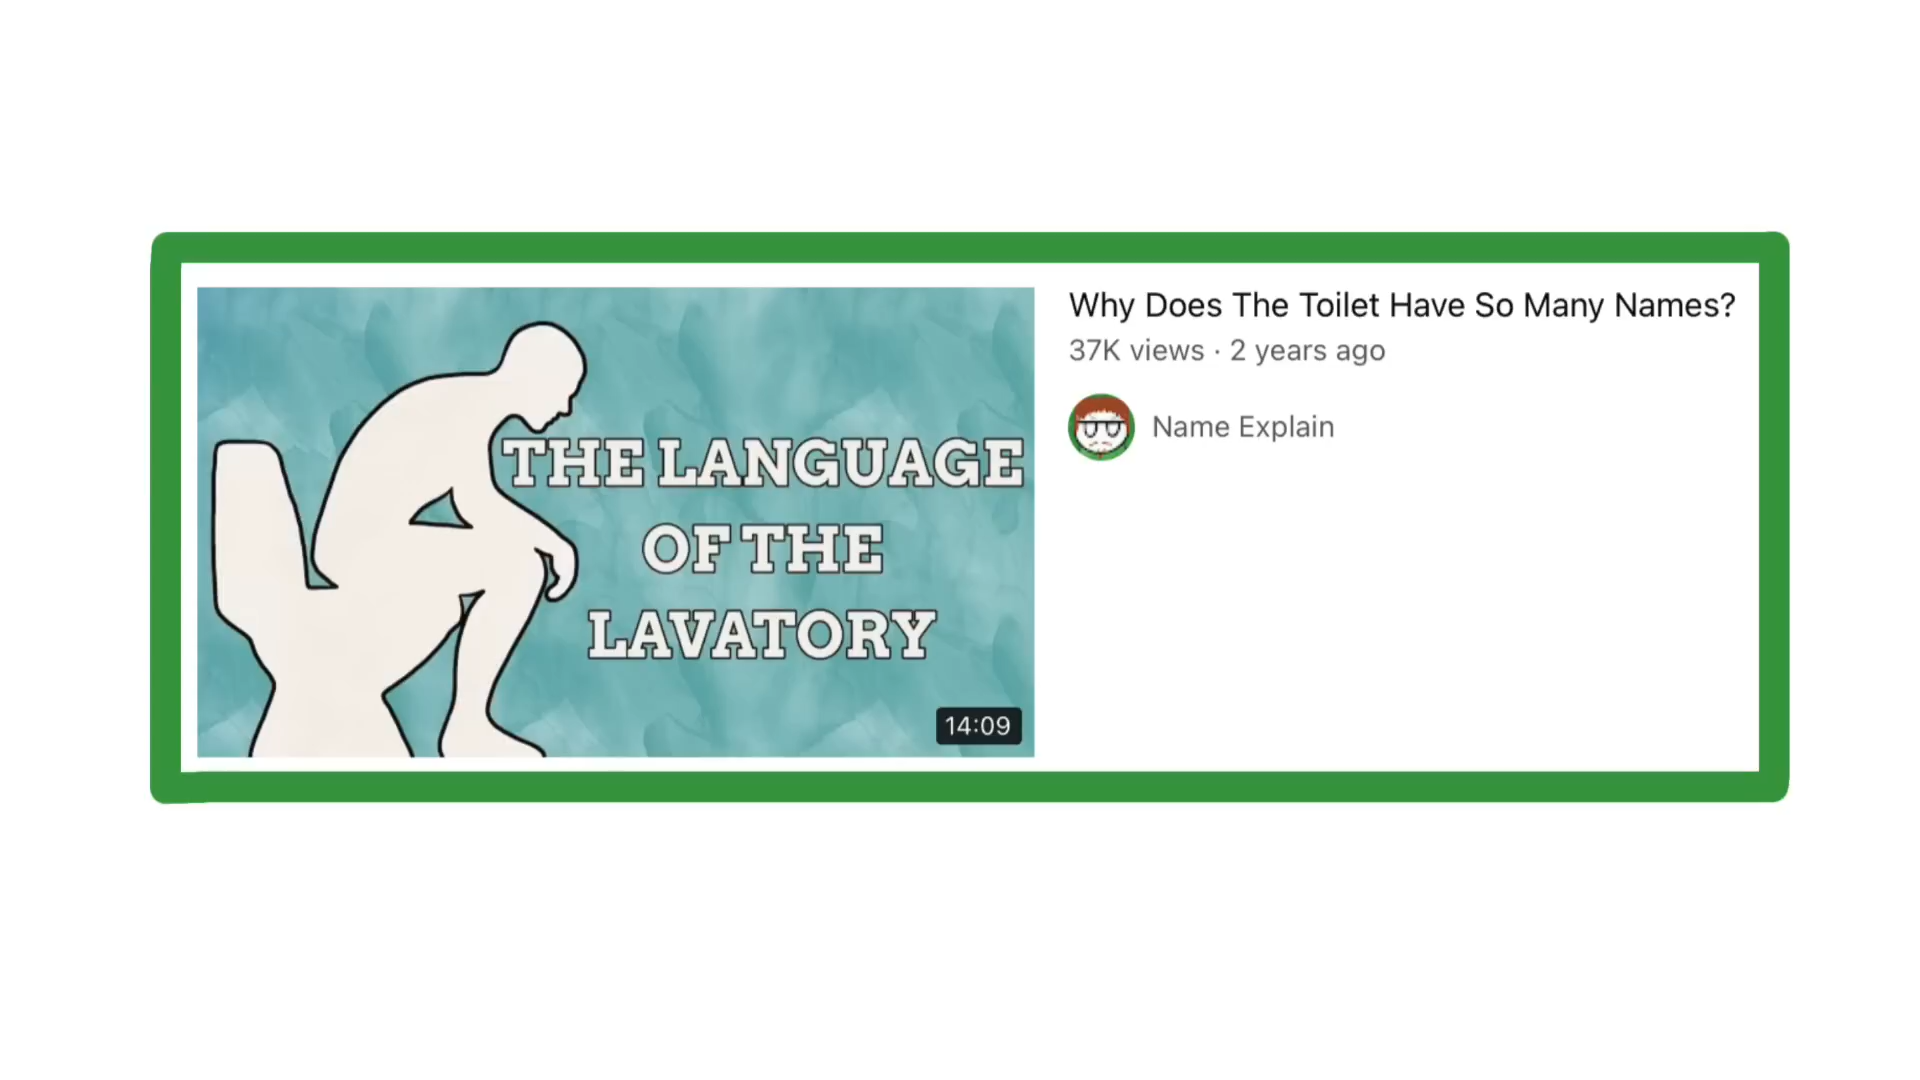 THE LANGUAGE
OF THE
LAVATORY
14:09
Why Does The Toilet Have So Many Names?
37K views · 2 years ago
Name Explain